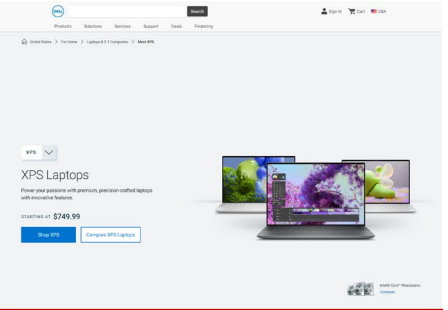 DELL
Search
Sign In
Cart
USA
Products
Solutions
Services
Support
Deals
Financing
United States > For Home > Laptops & 2-1 Computers > Meet XPS
XPS
XPS Laptops
Power your passions with premium, precision-crafted laptops
with innovative features.
STARTING AT $749.99
Shop XPS
Compare XPS Laptops
Intel® Core™ Processors
Compare